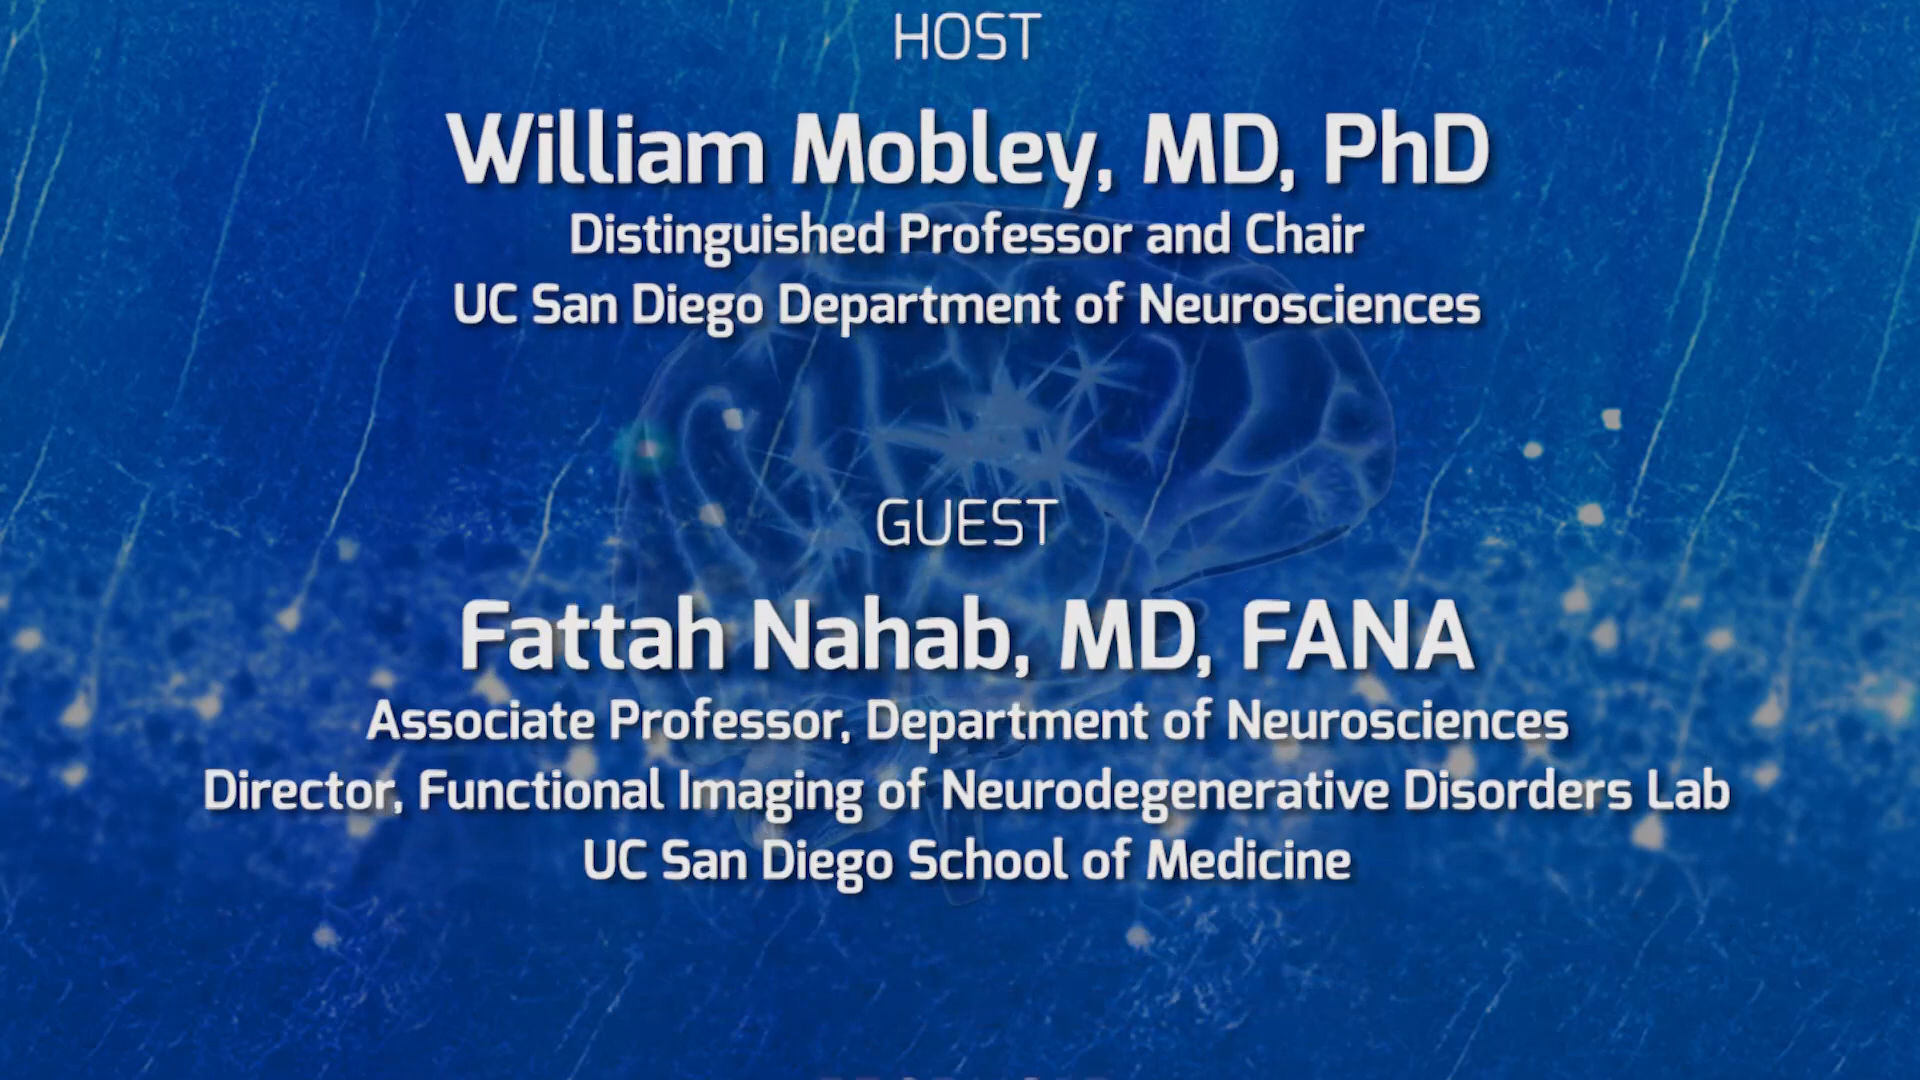 HOST
William Mobley, MD, PhD
Distinguished Professor and Chair
UC San Diego Department of Neurosciences
GUEST
Fattah Nahab, MD, FANA
Associate Professor, Department of Neurosciences
Director, Functional Imaging of Neurodegenerative Disorders Lab
UC San Diego School of Medicine